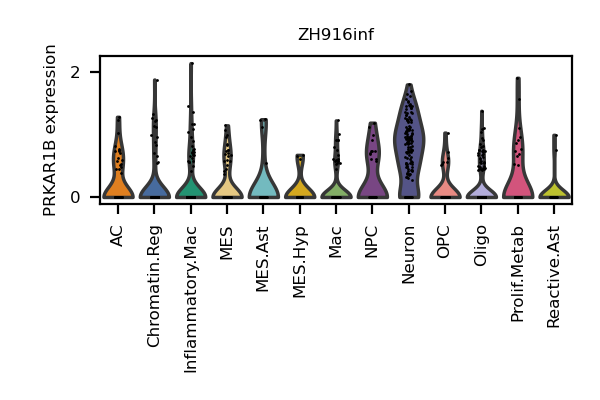 ZH916inf
PRKAR1B expression
2
0
AC
Chromatin.Reg
Inflammatory.Mac
MES
MES.Ast
MES.Hyp
Mac
NPC
Neuron
OPC
Oligo
Prolif.Metab
Reactive.Ast